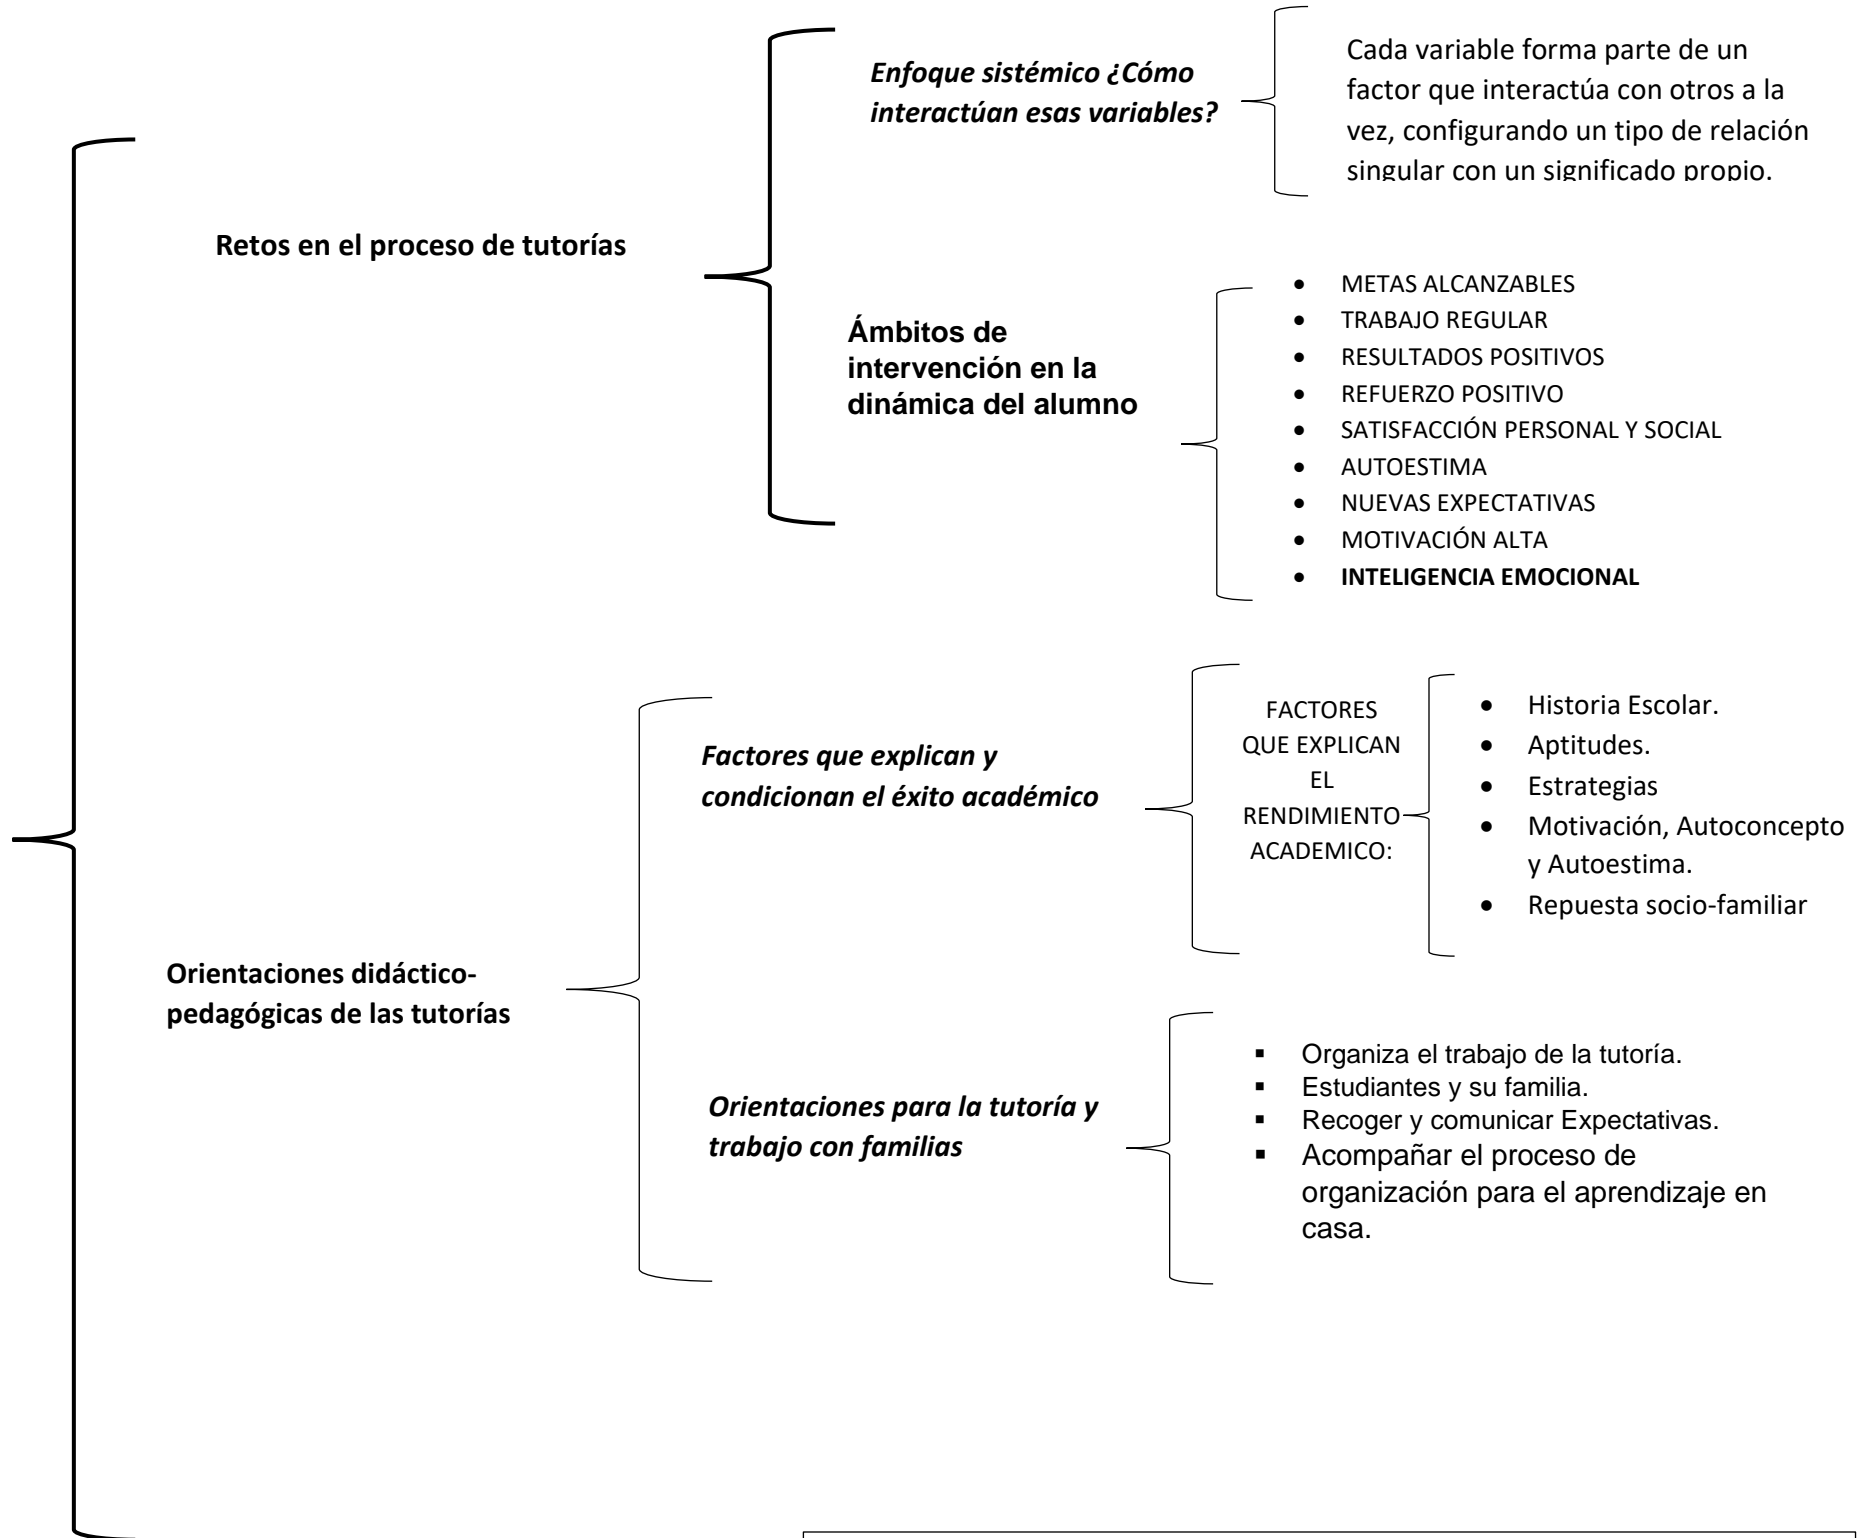 Enfoque sistémico ¿Cómo
interactúan esas variables?
Cada variable forma parte de un
factor que interactúa con otros a la
vez, configurando un tipo de relación
singular con un significado propio.
Retos en el proceso de tutorías
Ámbitos de
intervención en la
dinámica del alumno
• METAS ALCANZABLES
• TRABAJO REGULAR
• RESULTADOS POSITIVOS
• REFUERZO POSITIVO
• SATISFACCIÓN PERSONAL Y SOCIAL
• AUTOESTIMA
• NUEVAS EXPECTATIVAS
• MOTIVACIÓN ALTA
• INTELIGENCIA EMOCIONAL
Orientaciones didáctico-
pedagógicas de las tutorías
Factores que explican y
condicionan el éxito académico
FACTORES
QUE EXPLICAN
EL
RENDIMIENTO
ACADEMICO:
• Historia Escolar.
• Aptitudes.
• Estrategias
• Motivación, Autoconcepto
y Autoestima.
• Repuesta socio-familiar
Orientaciones para la tutoría y
trabajo con familias
▪ Organiza el trabajo de la tutoría.
▪ Estudiantes y su familia.
▪ Recoger y comunicar Expectativas.
▪ Acompañar el proceso de
organización para el aprendizaje en
casa.